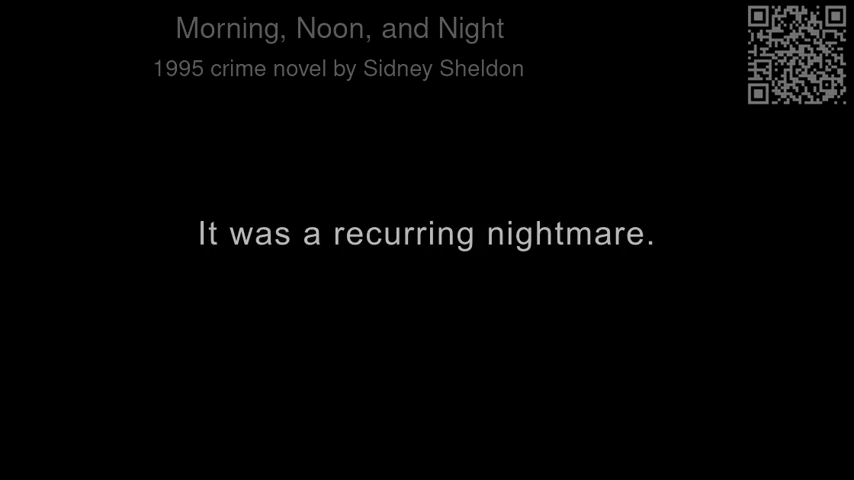 Morning, Noon, and Night
1995 crime novel by Sidney Sheldon
It was a recurring nightmare.